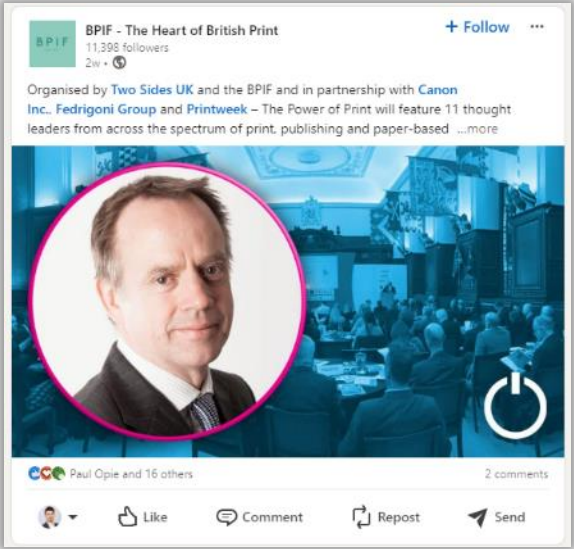 BPIF
BPIF - The Heart of British Print
+ Follow
11,398 followers
2w •
Organised by Two Sides UK and the BPIF and in partnership with Canon
Inc., Fedrigoni Group and Printweek – The Power of Print will feature 11 thought
leaders from across the spectrum of print, publishing and paper-based ...more
Paul Opie and 16 others
2 comments
Like
Comment
Repost
Send